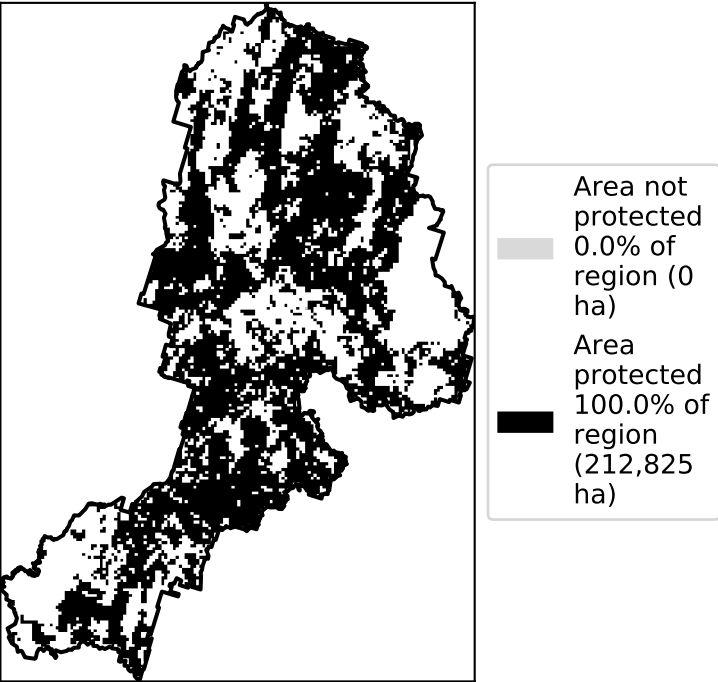 Area not
protected
0.0% of
region (0
ha)
Area
protected
100.0% of
region
(212,825
ha)